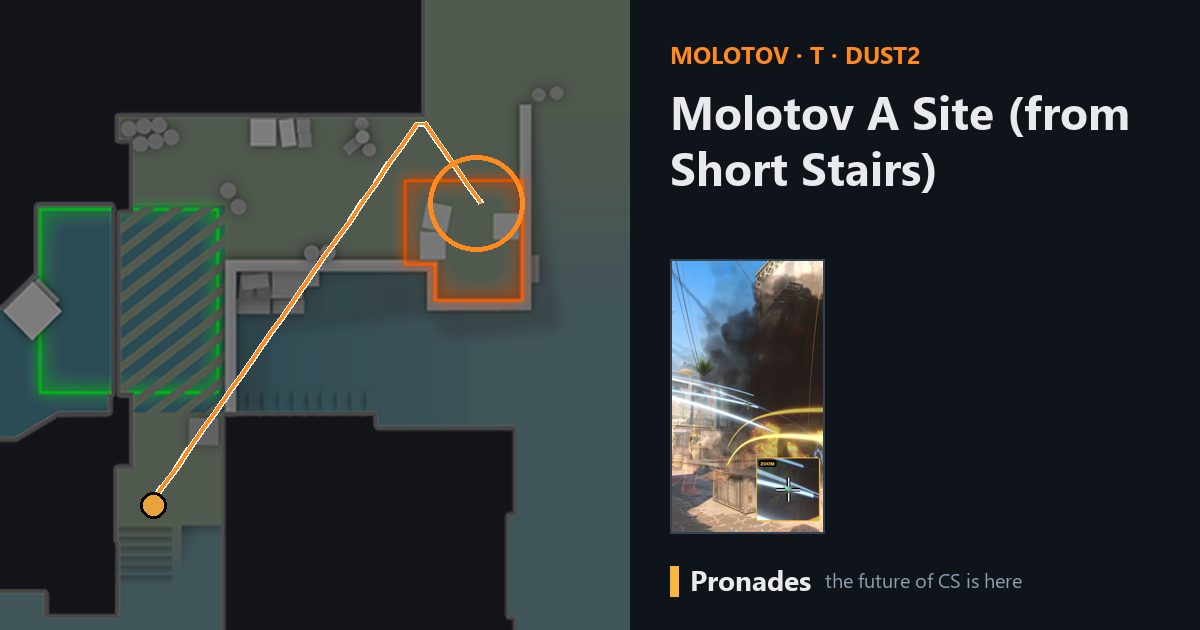 MOLOTOV · T · DUST2
Molotov A Site (from
Short Stairs)
ZOOM
Pronades the future of CS is here